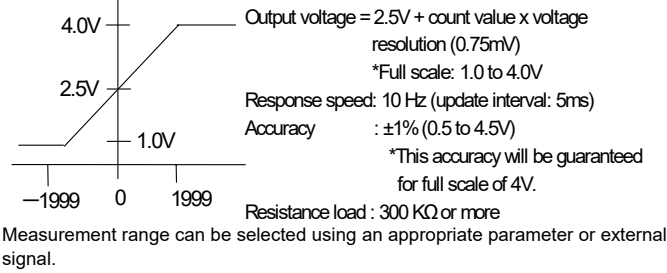 4.0V
2.5V
1.0V
−1999 0 1999
Output voltage = 2.5V + count value x voltage
resolution (0.75mV)
*Full scale: 1.0 to 4.0V
Response speed: 10 Hz (update interval: 5ms)
Accuracy : ±1% (0.5 to 4.5V)
*This accuracy will be guaranteed
for full scale of 4V.
Resistance load : 300 KΩ or more
Measurement range can be selected using an appropriate parameter or external
signal.